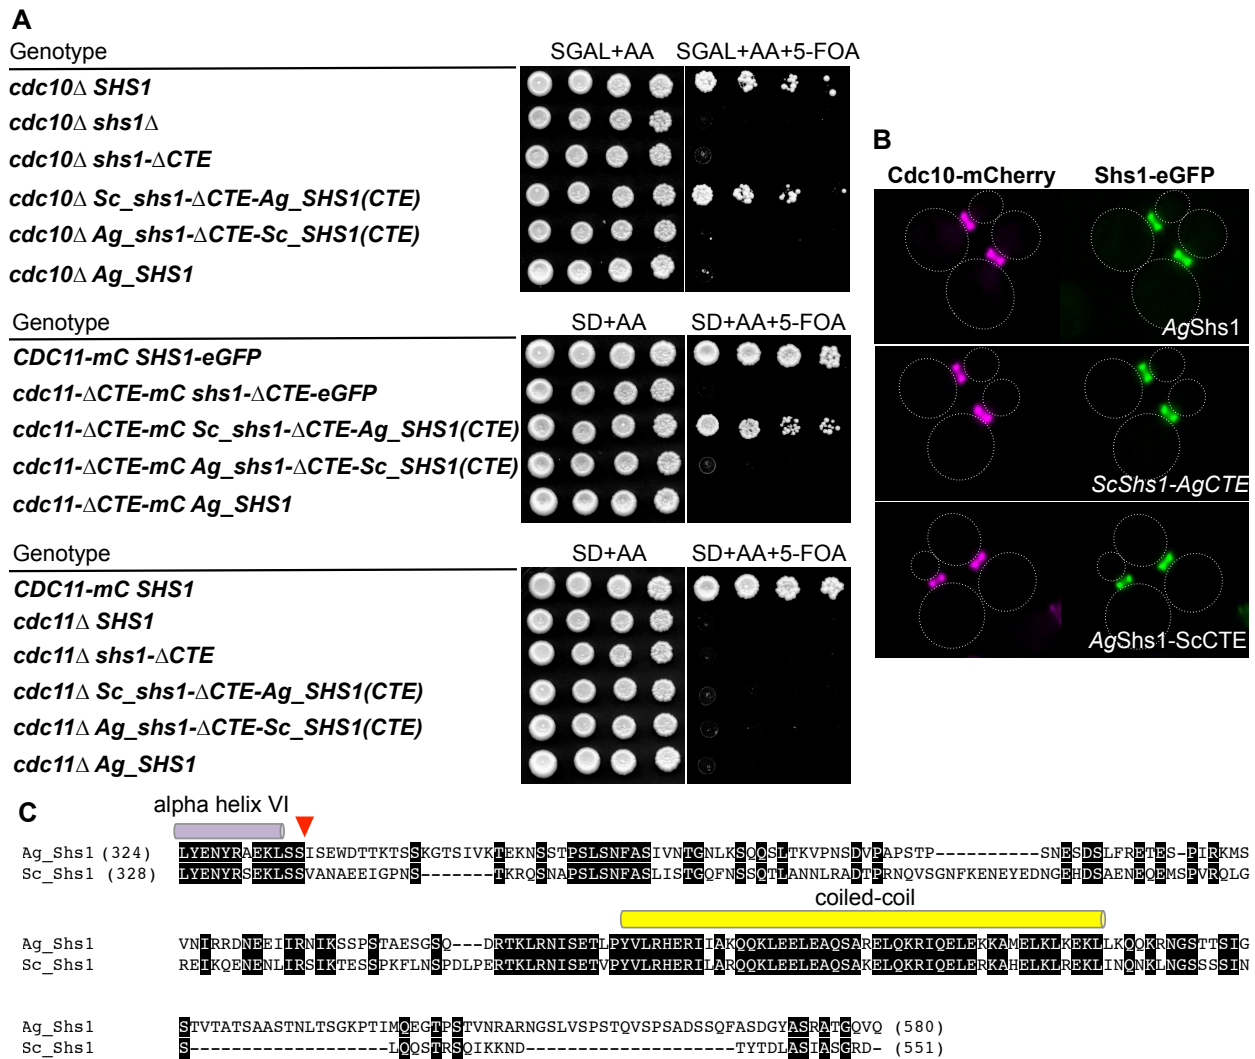 A
Genotype SGAL+AA SGAL+AA+5-FOA
cdc10Δ SHS1
cdc10Δ shs1Δ
cdc10Δ shs1-ΔCTE
cdc10Δ Sc_shs1-ΔCTE-Ag_SHS1(CTE)
cdc10Δ Ag_shs1-ΔCTE-Sc_SHS1(CTE)
cdc10Δ Ag_SHS1
Genotype SD+AA SD+AA+5-FOA
CDC11-mC SHS1-eGFP
cdc11-ΔCTE-mC shs1-ΔCTE-eGFP
cdc11-ΔCTE-mC Sc_shs1-ΔCTE-Ag_SHS1(CTE)
cdc11-ΔCTE-mC Ag_shs1-ΔCTE-Sc_SHS1(CTE)
cdc11-ΔCTE-mC Ag_SHS1
Genotype SD+AA SD+AA+5-FOA
CDC11-mC SHS1
cdc11Δ SHS1
cdc11Δ shs1-ΔCTE
cdc11Δ Sc_shs1-ΔCTE-Ag_SHS1(CTE)
cdc11Δ Ag_shs1-ΔCTE-Sc_SHS1(CTE)
cdc11Δ Ag_SHS1
B
Cdc10-mCherry Shs1-eGFP
AgShs1
ScShs1-AgCTE
AgShs1-ScCTE
C
alpha helix VI
Ag_Shs1 (324) LYENYRAEKLSSISEWDTTKTSSKGTSIVKTEKNSSTPSLSNFASIVNTGNLKSQQSLTKVPNSDVPAPSTP----------SNESDSLFRETES-PIRKMS
Sc_Shs1 (328) LYENYRSEKLSSVANAEEIGPNS-------TKRQSNAPSLSNFASLISTGQFNSSQTLANNLRADTPRNQVSGNFKENEYEDNGEHDSAENEQEMSPVRQLG
coiled-coil
Ag_Shs1 VNIRRDNEEIIRNIKSSPSTAESGSQ---DRTKLRNISETLPYVLRHERIIAKQQKLEELEAQSARELQKRIQELEKKAMELKLKEKLLKQQKRNGSTTSIG
Sc_Shs1 REIKQENENLIRSIKTESSPKFLNSPDLPERTKLRNISETVPYVLRHERILARQQKLEELEAQSAKELQKRIQELERKAHELKLREKLINQNKLNGSSSSIN
Ag_Shs1 STVTATSAASTNLTSGKPTIMQEGTPSTVNRARNGSLVSPSTQVSPSADSSQFASDGYASRATGQVQ (580)
Sc_Shs1 S-----------------LQQSTRSQIKKND------------------TYTDLASIASGRD- (551)